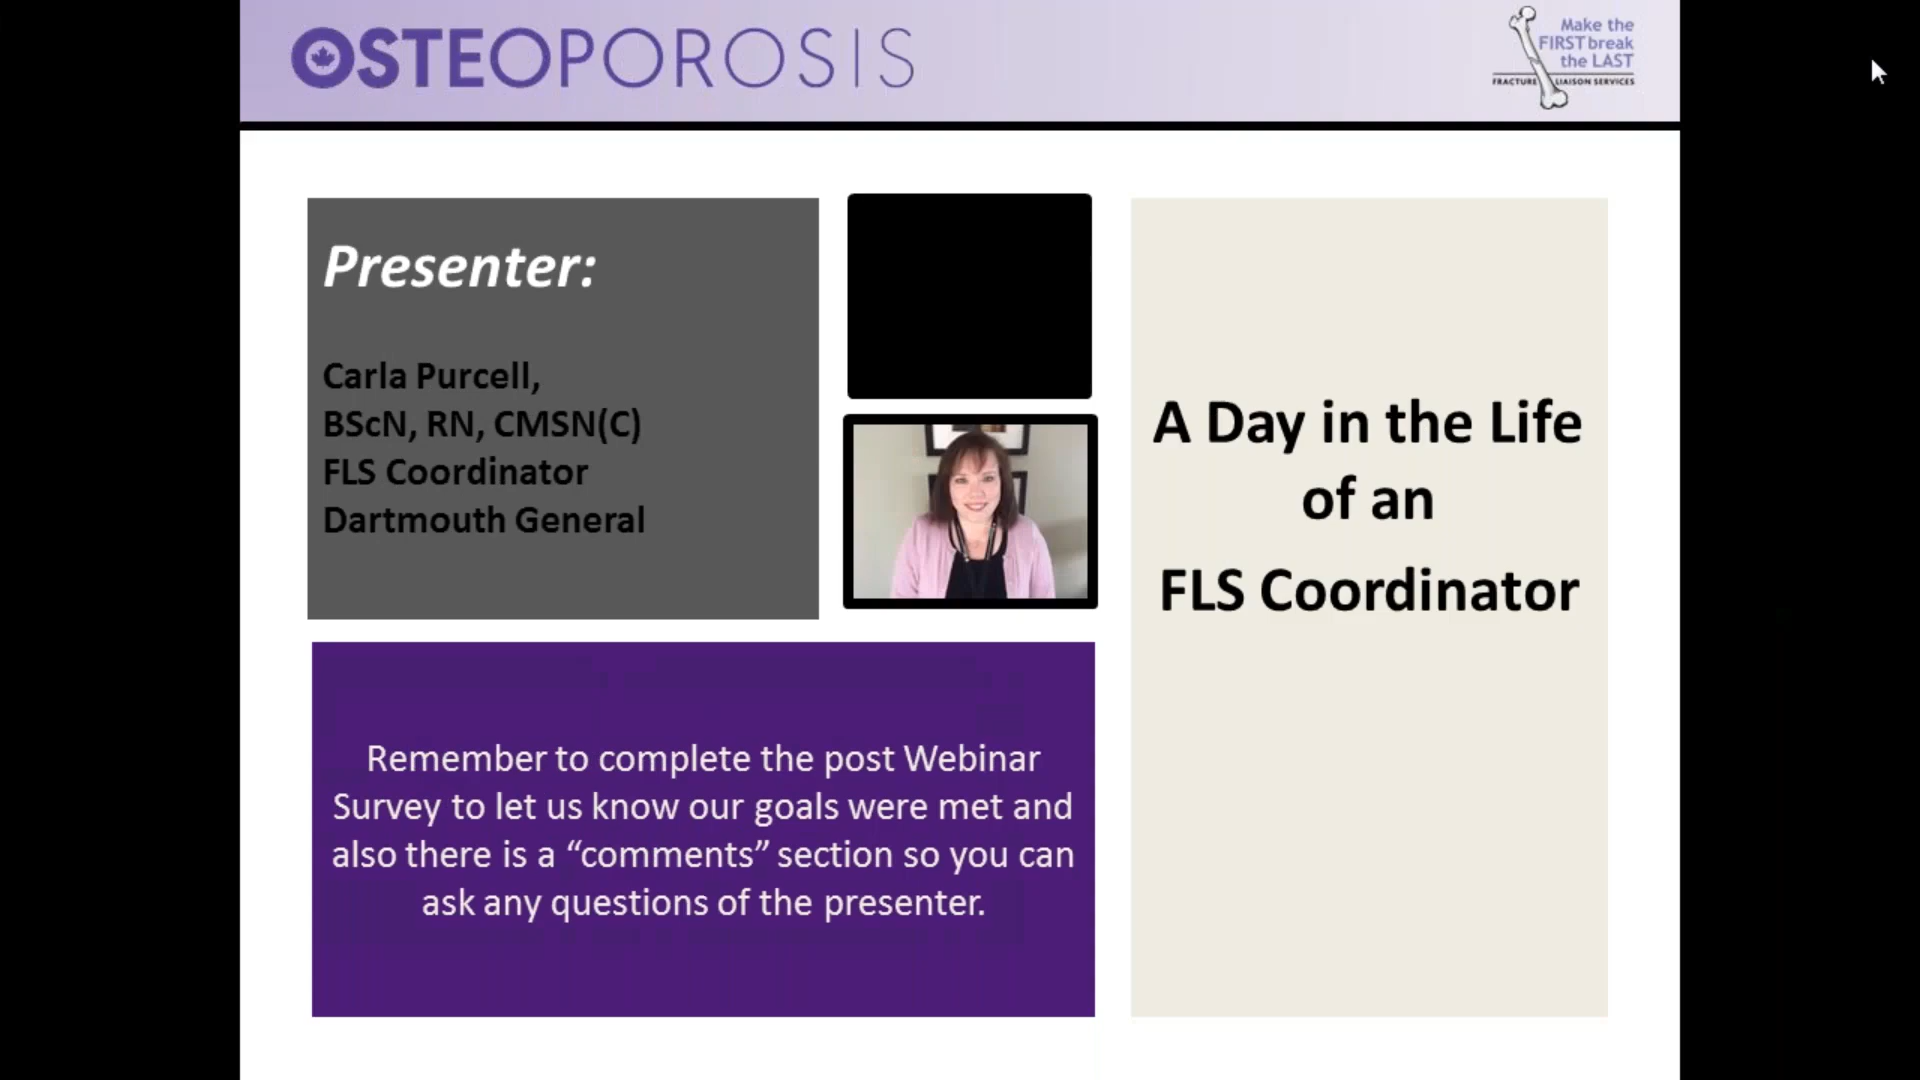 OSTEOPOROSIS
Make the
FIRST break
the LAST
FRACTURE LIAISON SERVICES
Presenter:
Carla Purcell,
BScN, RN, CMSN(C)
FLS Coordinator
Dartmouth General
A Day in the Life
of an
FLS Coordinator
Remember to complete the post Webinar
Survey to let us know our goals were met and
also there is a “comments” section so you can
ask any questions of the presenter.